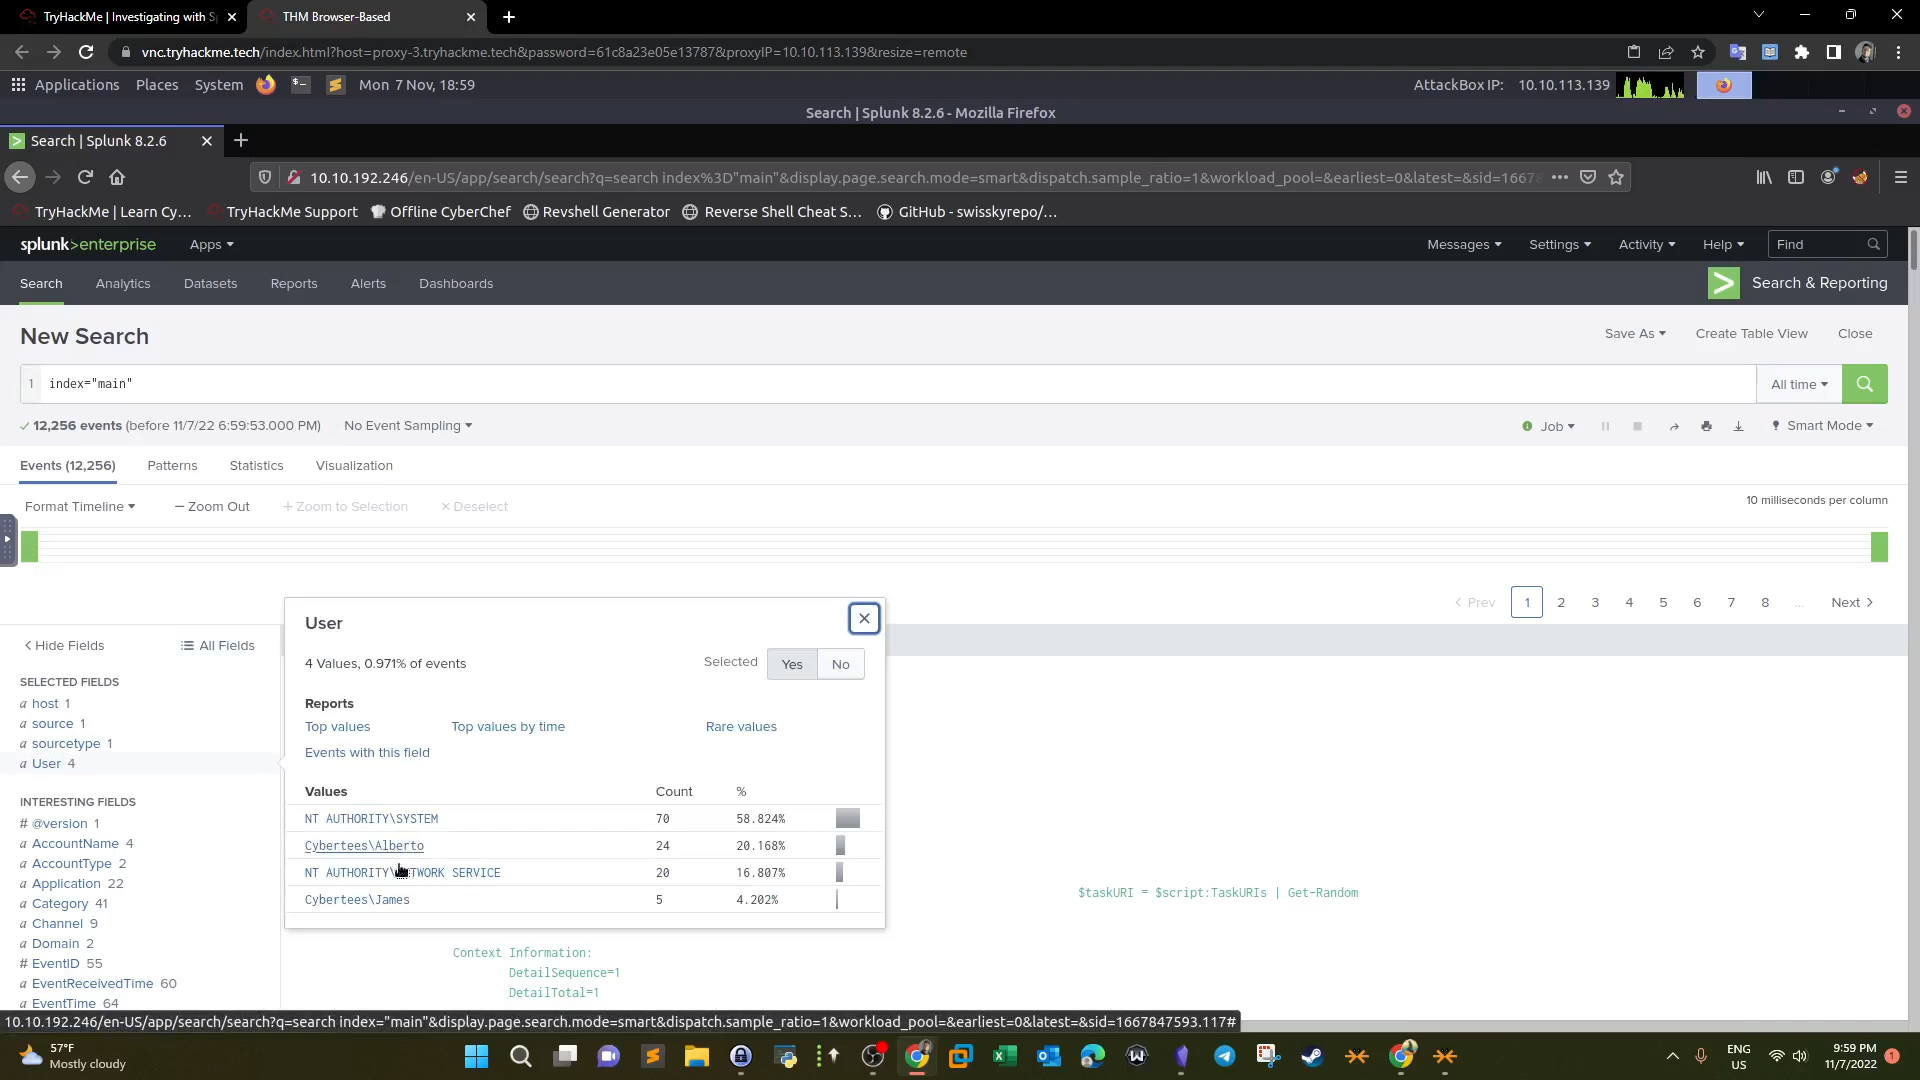 TryHackMe | Investigating with Sp
THM Browser-Based
vnc.tryhackme.tech/index.html?host=proxy-3.tryhackme.tech&password=61c8a23e05e13787&proxyIP=10.10.113.139&resize=remote
Applications Places System Mon 7 Nov, 18:59 AttackBox IP: 10.10.113.139
Search | Splunk 8.2.6 - Mozilla Firefox
Search | Splunk 8.2.6
10.10.192.246/en-US/app/search/search?q=search index%3D"main"&display.page.search.mode=smart&dispatch.sample_ratio=1&workload_pool=&earliest=0&latest=&sid=16678
TryHackMe | Learn Cy… TryHackMe Support Offline CyberChef Revshell Generator Reverse Shell Cheat S… GitHub - swisskyrepo/…
splunk>enterprise Apps Messages Settings Activity Help Find
Search Analytics Datasets Reports Alerts Dashboards Search & Reporting
New Search Save As Create Table View Close
1 index="main" All time
12,256 events (before 11/7/22 6:59:53.000 PM) No Event Sampling Job Smart Mode
Events (12,256) Patterns Statistics Visualization
Format Timeline − Zoom Out + Zoom to Selection × Deselect 10 milliseconds per column
< Prev 1 2 3 4 5 6 7 8 ... Next >
User
< Hide Fields All Fields
4 Values, 0.971% of events Selected Yes No
SELECTED FIELDS
a host 1
a source 1
a sourcetype 1
a User 4
Reports
Top values Top values by time Rare values
Events with this field
Values Count %
NT AUTHORITY\SYSTEM 70 58.824%
Cybertees\Alberto 24 20.168%
NT AUTHORITY\ TWORK SERVICE 20 16.807%
Cybertees\James 5 4.202%
INTERESTING FIELDS
# @version 1
a AccountName 4
a AccountType 2
a Application 22
a Category 41
a Channel 9
a Domain 2
# EventID 55
a EventReceivedTime 60
a EventTime 64
$taskURI = $script:TaskURIs | Get-Random
Context Information:
DetailSequence=1
DetailTotal=1
10.10.192.246/en-US/app/search/search?q=search index="main"&display.page.search.mode=smart&dispatch.sample_ratio=1&workload_pool=&earliest=0&latest=&sid=1667847593.117#
57°F
Mostly cloudy
ENG
US
9:59 PM
11/7/2022
1